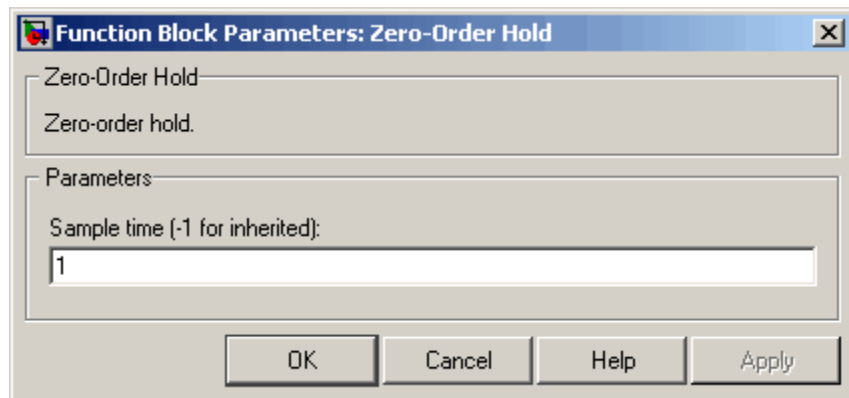 Function Block Parameters: Zero-Order Hold
Zero-Order Hold
Zero-order hold.
Parameters
Sample time (-1 for inherited):
1
OK Cancel Help Apply